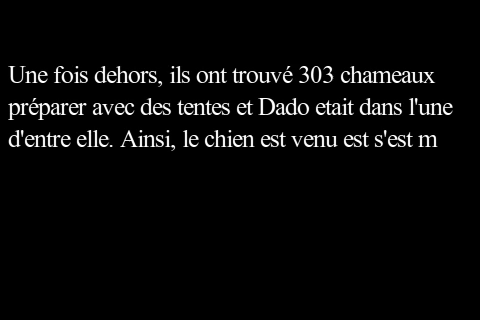 Une fois dehors, ils ont trouvé 303 chameaux
préparer avec des tentes et Dado etait dans l'une
d'entre elle. Ainsi, le chien est venu est s'est m